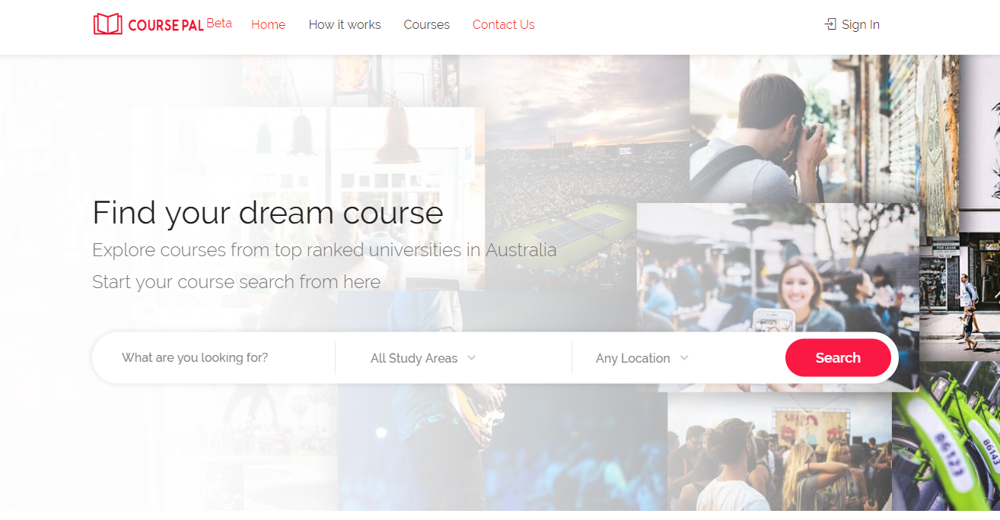 COURSE PAL Beta
Home
How it works
Courses
Contact Us
Sign In
Find your dream course
Explore courses from top ranked universities in Australia
Start your course search from here
What are you looking for?
All Study Areas
Any Location
Search
FOR LEASE
86123
86143